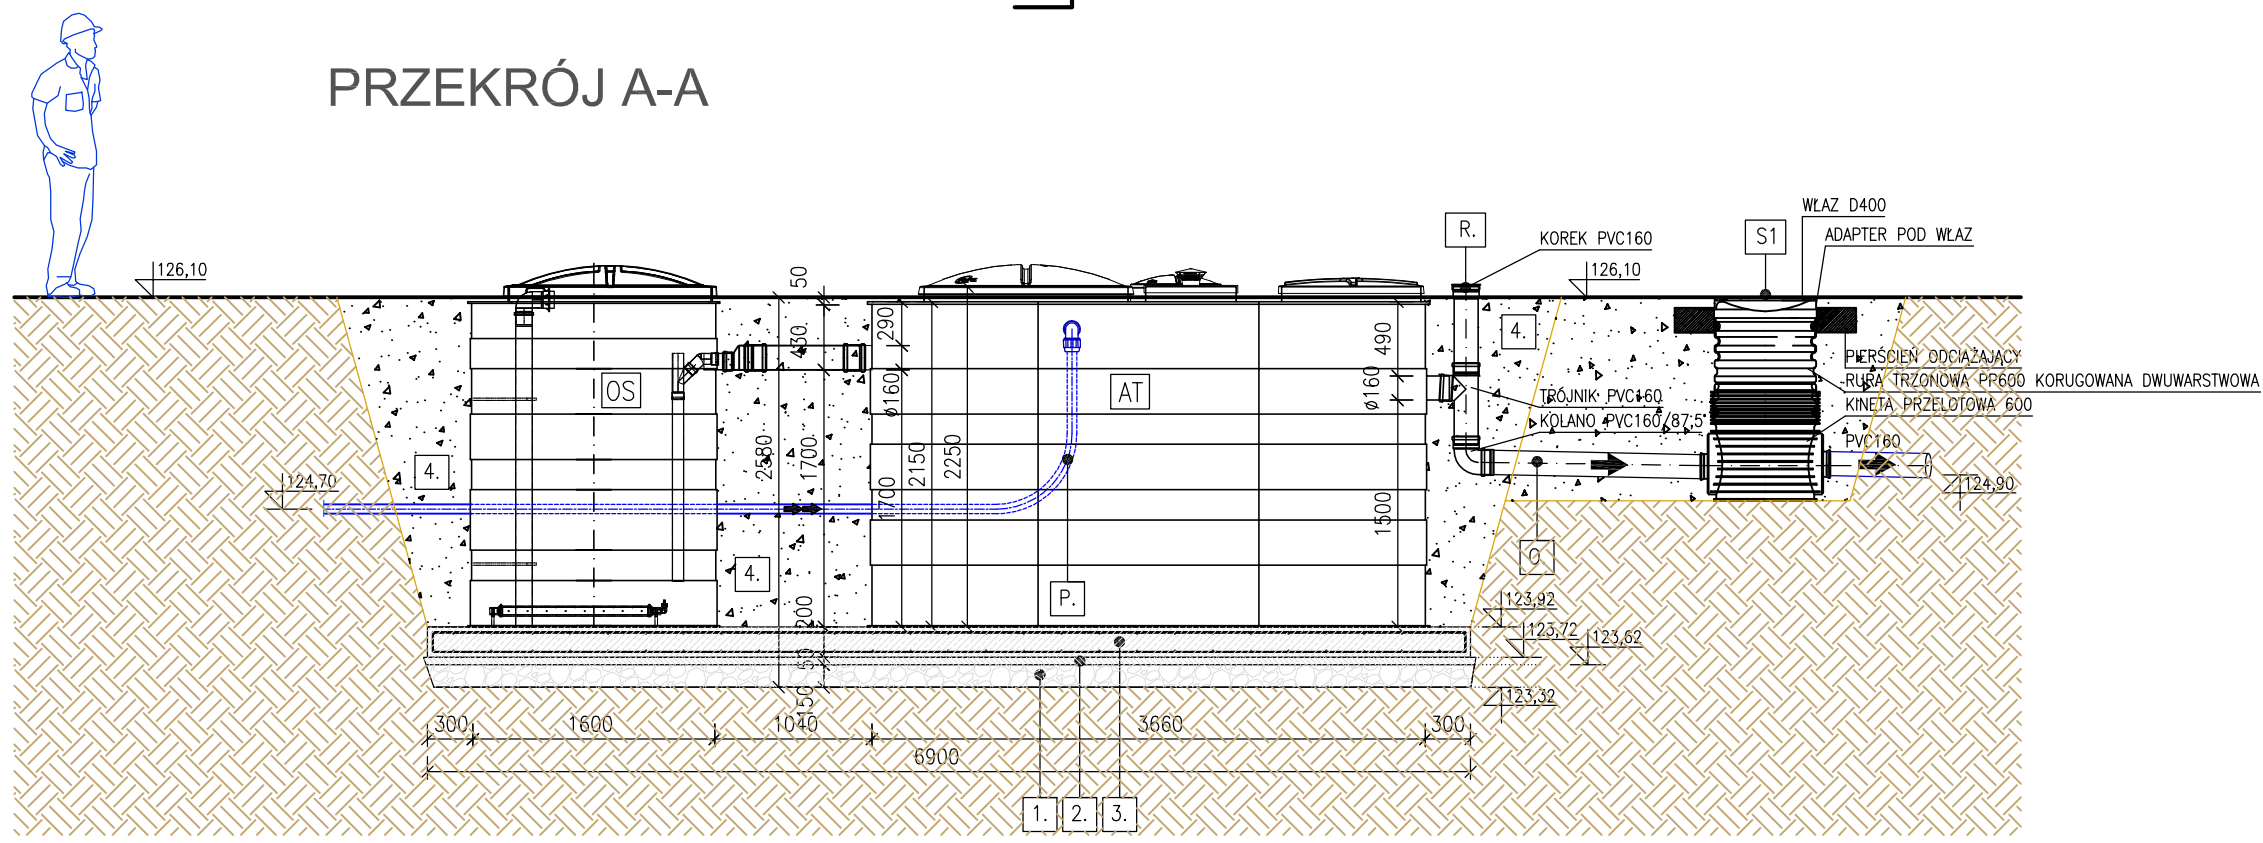 PRZEKRÓJ A-A
WŁAZ D400
R.
KOREK PVC160
S1
ADAPTER POD WŁAZ
126,10
126,10
50
430
290
490
4.
PIERŚCIEŃ ODCIĄŻAJĄCY
RURA TRZONOWA PP600 KORUGOWANA DWUWARSTWOWA
OS
AT
ø160
ø160
TRÓJNIK PVC160
KINETA PRZELOTOWA 600
KOLANO PVC160/87,5°
PVC160
4.
2580
1700
2150
2250
124,70
124,90
1700
1500
O
4.
P.
200
123,92
123,72
123,62
50
150
123,32
300
1600
1040
3660
300
6900
1.
2.
3.